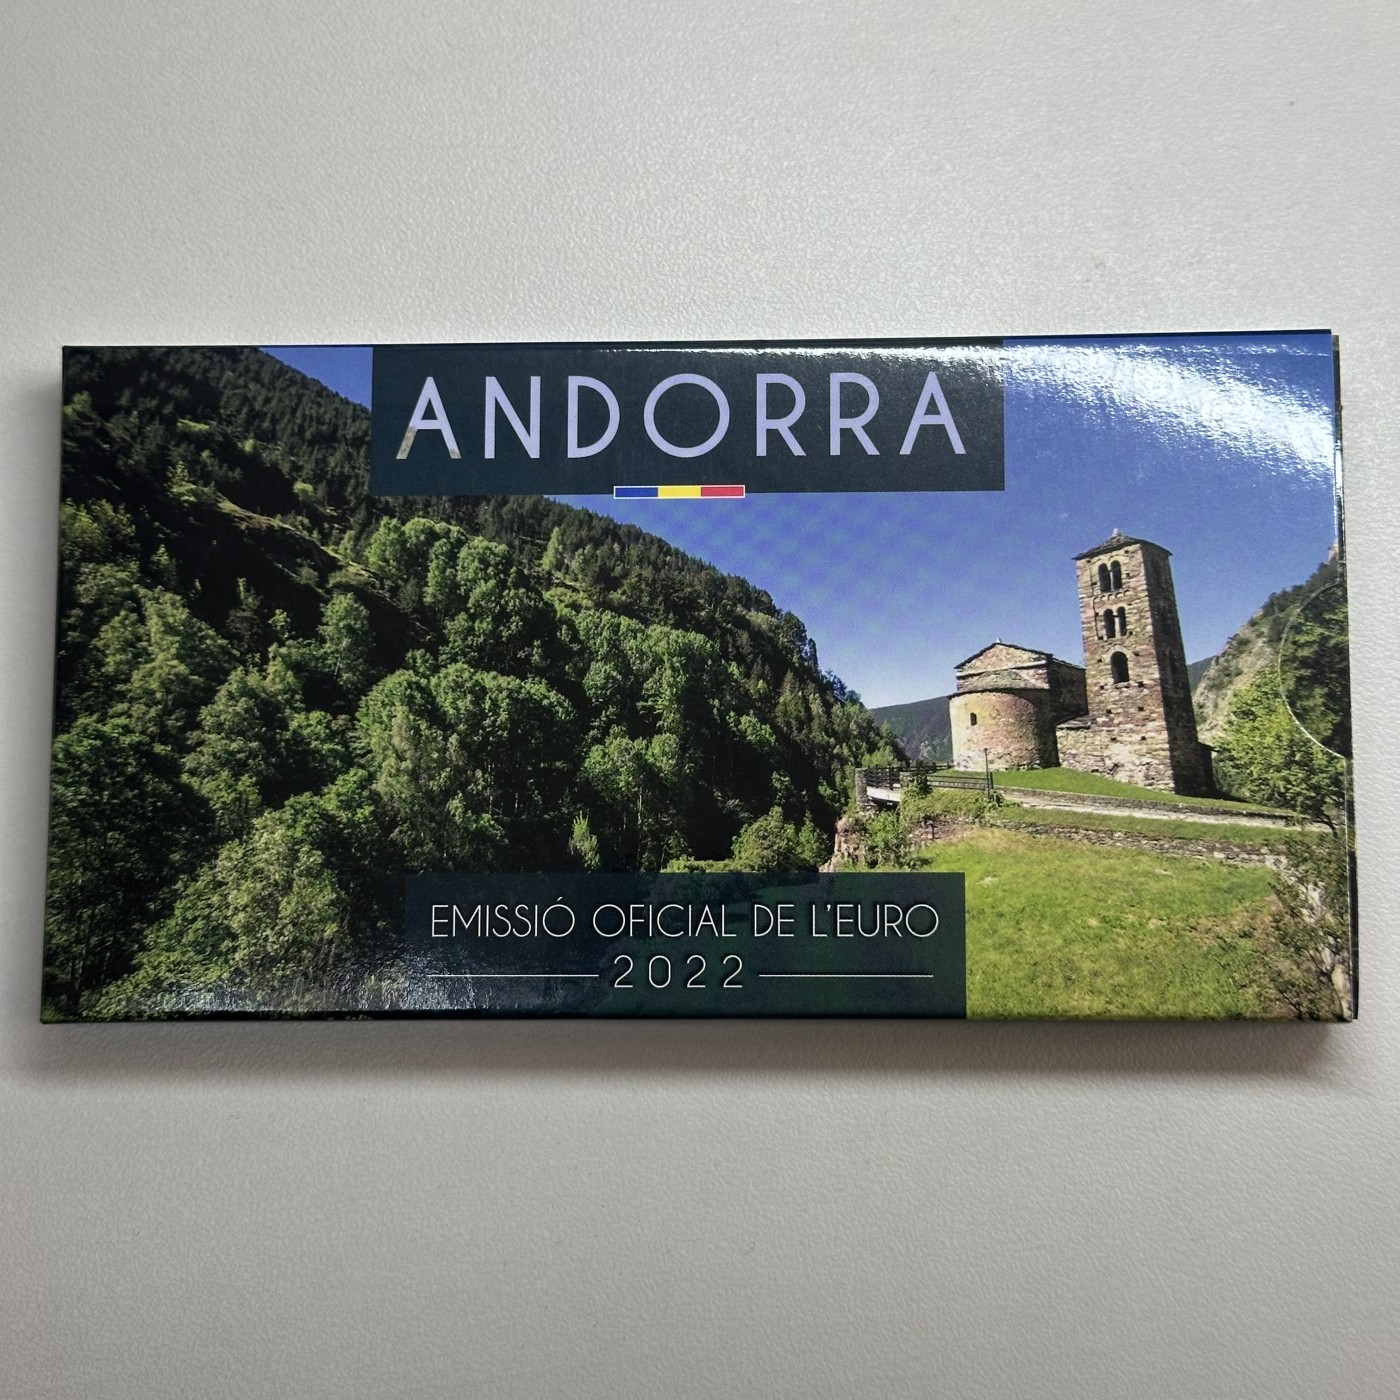 ANDORRA
EMISSIÓ OFICIAL DE L'EURO
2022